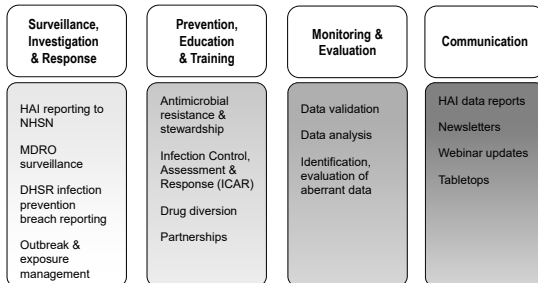 Surveillance,
Investigation
& Response
HAI reporting to
NHSN
MDRO
surveillance
DHSR infection
prevention
breach reporting
Outbreak &
exposure
management
Prevention,
Education
& Training
Antimicrobial
resistance &
stewardship
Infection Control,
Assessment &
Response (ICAR)
Drug diversion
Partnerships
Monitoring &
Evaluation
Data validation
Data analysis
Identification,
evaluation of
aberrant data
Communication
HAI data reports
Newsletters
Webinar updates
Tabletops